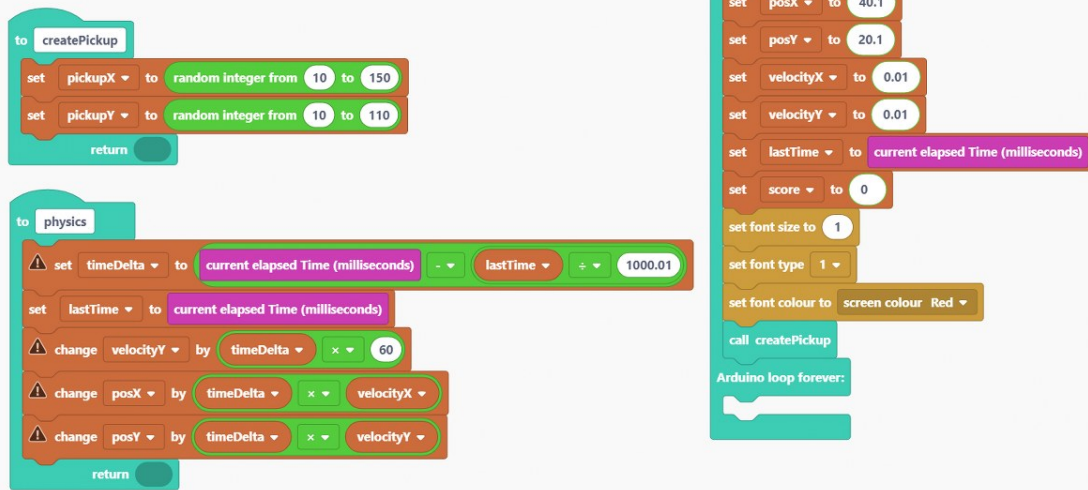 to createPickup
set pickupX to random integer from 10 to 150
set pickupY to random integer from 10 to 110
return
to physics
set timeDelta to current elapsed Time (milliseconds) - lastTime ÷ 1000.01
set lastTime to current elapsed Time (milliseconds)
change velocityY by timeDelta × 60
change posX by timeDelta × velocityX
change posY by timeDelta × velocityY
return
set posX to 40.1
set posY to 20.1
set velocityX to 0.01
set velocityY to 0.01
set lastTime to current elapsed Time (milliseconds)
set score to 0
set font size to 1
set font type 1
set font colour to screen colour Red
call createPickup
Arduino loop forever: